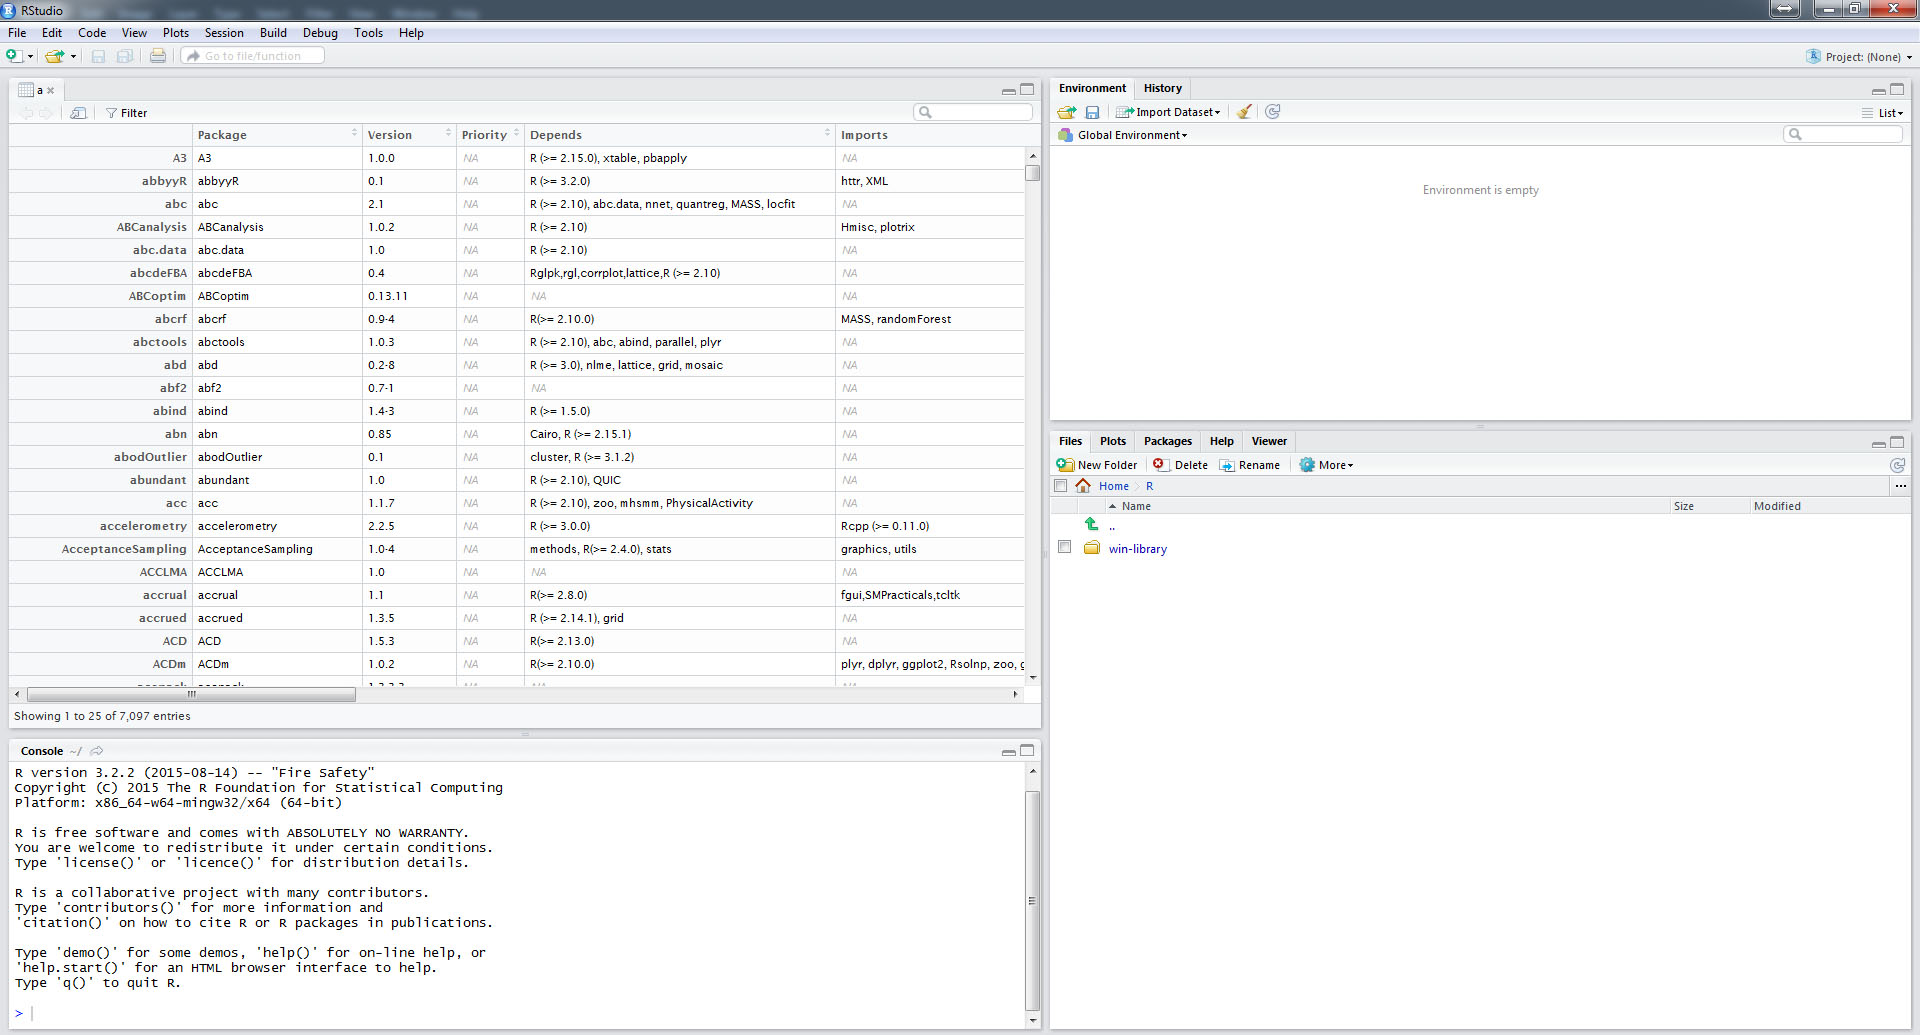 RStudio
File Edit Code View Plots Session Build Debug Tools Help
Go to file/function
Project: (None)
a
Filter
Package Version Priority Depends Imports
A3 A3 1.0.0 NA R (>= 2.15.0), xtable, pbapply NA
abbyyR abbyyR 0.1 NA R (>= 3.2.0) httr, XML
abc abc 2.1 NA R (>= 2.10), abc.data, nnet, quantreg, MASS, locfit NA
ABCanalysis ABCanalysis 1.0.2 NA R (>= 2.10) Hmisc, plotrix
abc.data abc.data 1.0 NA R (>= 2.10) NA
abcdeFBA abcdeFBA 0.4 NA Rglpk,rgl,corrplot,lattice,R (>= 2.10) NA
ABCoptim ABCoptim 0.13.11 NA NA NA
abcrf abcrf 0.9-4 NA R(>= 2.10.0) MASS, randomForest
abctools abctools 1.0.3 NA R (>= 2.10), abc, abind, parallel, plyr NA
abd abd 0.2-8 NA R (>= 3.0), nlme, lattice, grid, mosaic NA
abf2 abf2 0.7-1 NA NA NA
abind abind 1.4-3 NA R (>= 1.5.0) NA
abn abn 0.85 NA Cairo, R (>= 2.15.1) NA
abodOutlier abodOutlier 0.1 NA cluster, R (>= 3.1.2) NA
abundant abundant 1.0 NA R (>= 2.10), QUIC NA
acc acc 1.1.7 NA R (>= 2.10), zoo, mhsmm, PhysicalActivity NA
accelerometry accelerometry 2.2.5 NA R (>= 3.0.0) Rcpp (>= 0.11.0)
AcceptanceSampling AcceptanceSampling 1.0-4 NA methods, R(>= 2.4.0), stats graphics, utils
ACCLMA ACCLMA 1.0 NA NA NA
accrual accrual 1.1 NA R(>= 2.8.0) fgui,SMPracticals,tcltk
accrued accrued 1.3.5 NA R (>= 2.14.1), grid NA
ACD ACD 1.5.3 NA R(>= 2.13.0) NA
ACDm ACDm 1.0.2 NA R(>= 2.10.0) plyr, dplyr, ggplot2, Rsolnp, zoo, g
Showing 1 to 25 of 7,097 entries
Console ~/
R version 3.2.2 (2015-08-14) -- "Fire Safety"
Copyright (C) 2015 The R Foundation for Statistical Computing
Platform: x86_64-w64-mingw32/x64 (64-bit)
R is free software and comes with ABSOLUTELY NO WARRANTY.
You are welcome to redistribute it under certain conditions.
Type 'license()' or 'licence()' for distribution details.
R is a collaborative project with many contributors.
Type 'contributors()' for more information and
'citation()' on how to cite R or R packages in publications.
Type 'demo()' for some demos, 'help()' for on-line help, or
'help.start()' for an HTML browser interface to help.
Type 'q()' to quit R.
>
Environment History
Import Dataset
List
Global Environment
Environment is empty
Files Plots Packages Help Viewer
New Folder Delete Rename More
Home R ...
Name Size Modified
..
win-library